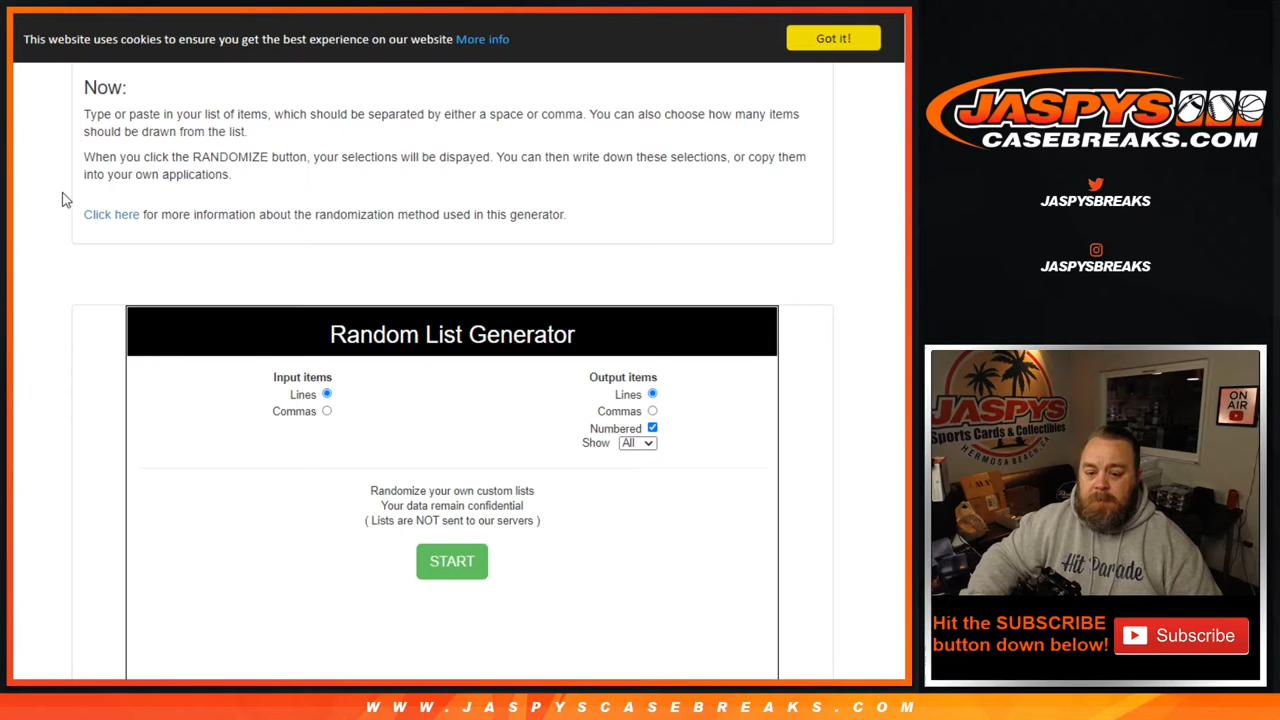 This website uses cookies to ensure you get the best experience on our website More info
Got it!
Now:
Type or paste in your list of items, which should be separated by either a space or comma. You can also choose how many items
should be drawn from the list.
When you click the RANDOMIZE button, your selections will be dispayed. You can then write down these selections, or copy them
into your own applications.
Click here for more information about the randomization method used in this generator.
Random List Generator
Input items
Lines
Commas
Output items
Lines
Commas
Numbered
Show All
Randomize your own custom lists
Your data remain confidential
( Lists are NOT sent to our servers )
START
JASPYS
CASEBREAKS.COM
JASPYSBREAKS
JASPYSBREAKS
JASPYS
Sports Cards & Collectibles
HERMOSA BEACH, CA
ON
AIR
Hit Parade
Hit the SUBSCRIBE
button down below!
Subscribe
WWW.JASPYSCASEBREAKS.COM